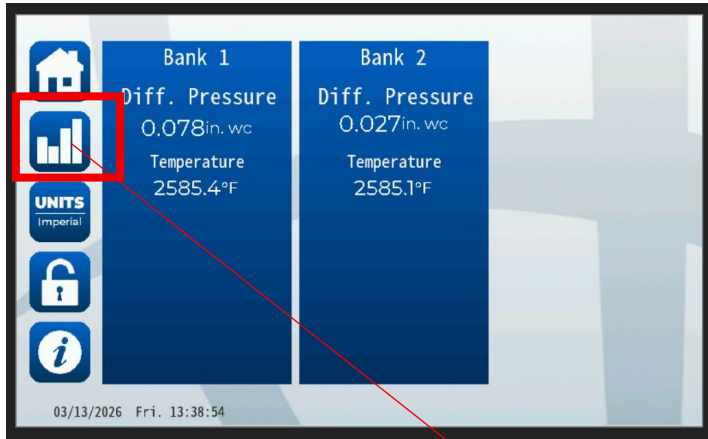 Bank 1
Diff. Pressure
0.078in. wc
Temperature
2585.4°F
Bank 2
Diff. Pressure
0.027in. wc
Temperature
2585.1°F
UNITS
Imperial
i
03/13/2026 Fri. 13:38:54